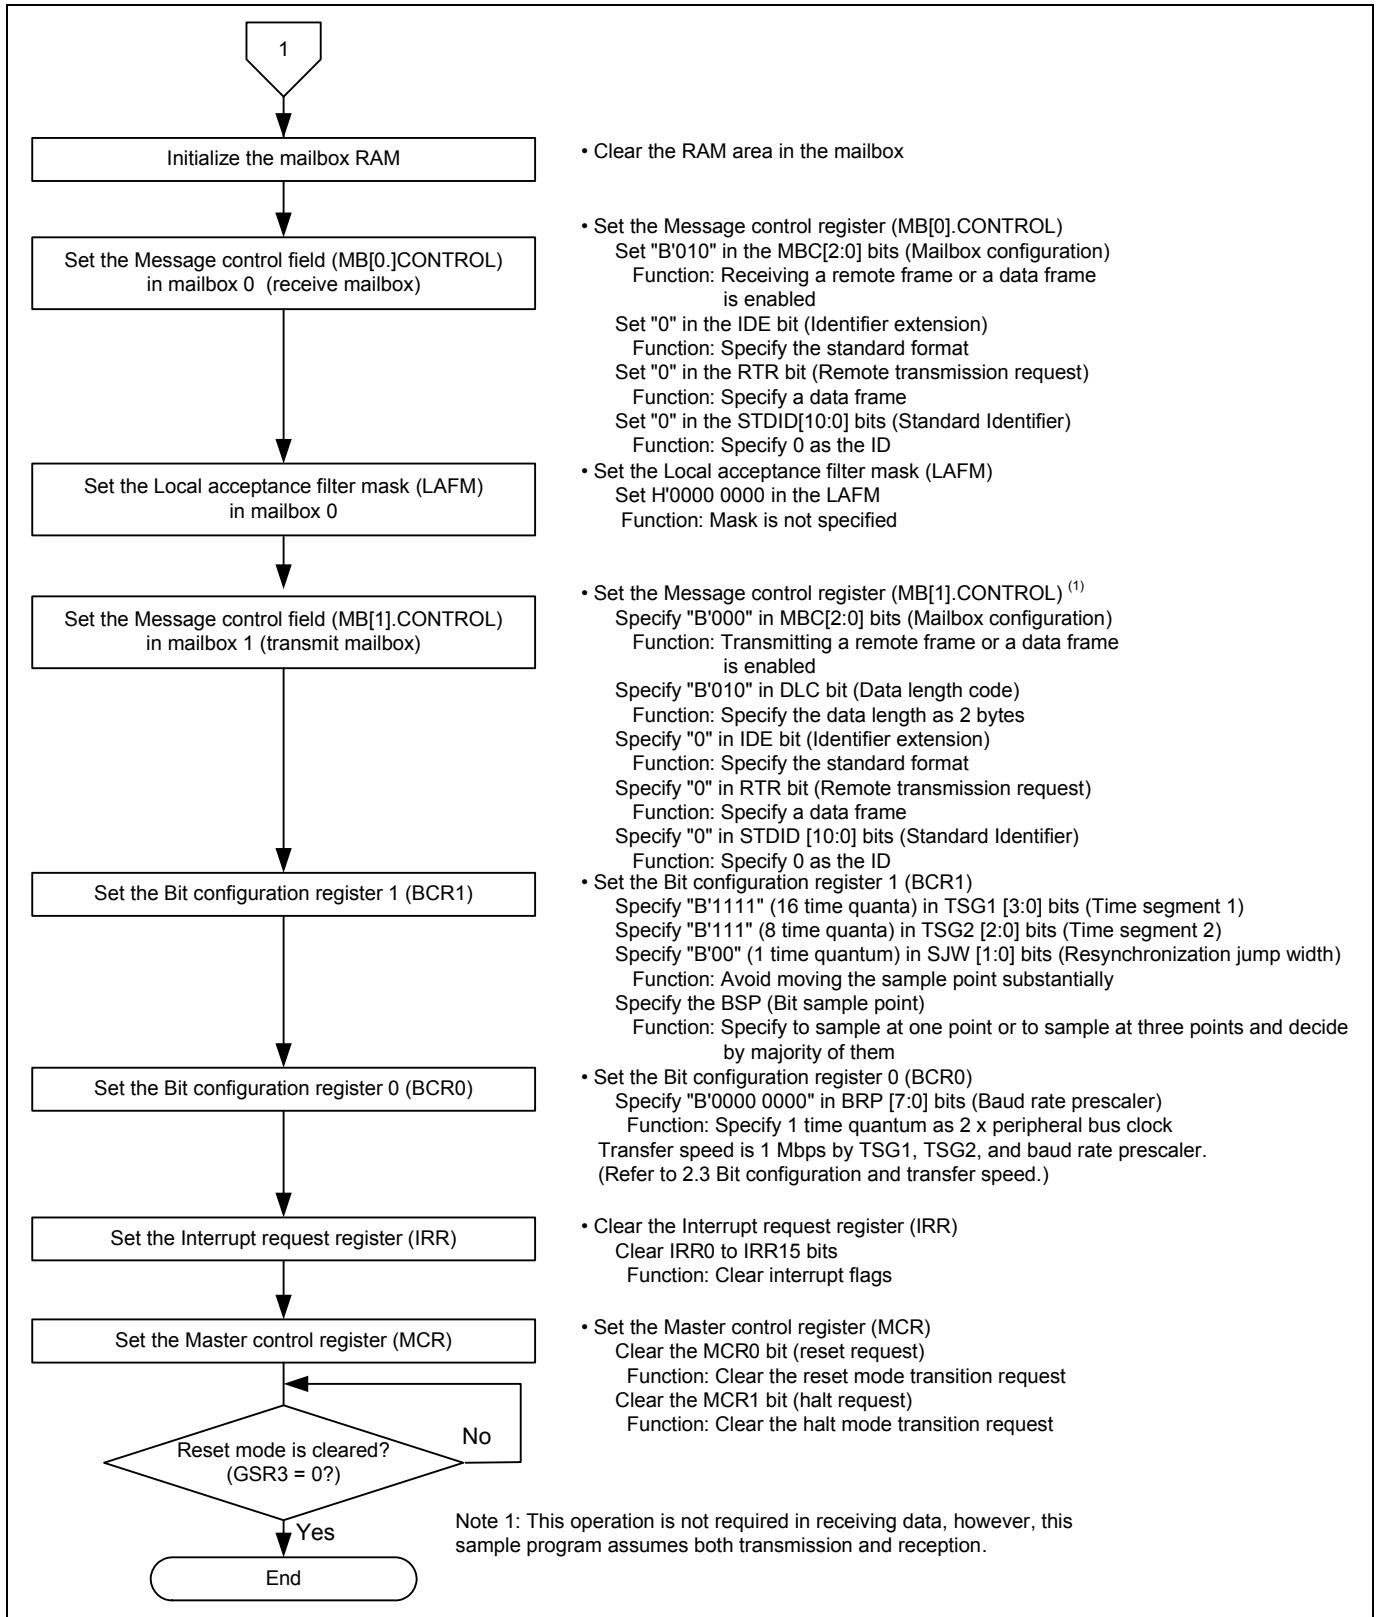 1
Initialize the mailbox RAM
• Clear the RAM area in the mailbox
Set the Message control field (MB[0.]CONTROL)
in mailbox 0  (receive mailbox)
• Set the Message control register (MB[0].CONTROL)
Set "B'010" in the MBC[2:0] bits (Mailbox configuration)
Function: Receiving a remote frame or a data frame
is enabled
Set "0" in the IDE bit (Identifier extension)
Function: Specify the standard format
Set "0" in the RTR bit (Remote transmission request)
Function: Specify a data frame
Set "0" in the STDID[10:0] bits (Standard Identifier)
Function: Specify 0 as the ID
Set the Local acceptance filter mask (LAFM)
in mailbox 0
• Set the Local acceptance filter mask (LAFM)
Set H'0000 0000 in the LAFM
Function: Mask is not specified
Set the Message control field (MB[1].CONTROL)
in mailbox 1 (transmit mailbox)
• Set the Message control register (MB[1].CONTROL) (1)
Specify "B'000" in MBC[2:0] bits (Mailbox configuration)
Function: Transmitting a remote frame or a data frame
is enabled
Specify "B'010" in DLC bit (Data length code)
Function: Specify the data length as 2 bytes
Specify "0" in IDE bit (Identifier extension)
Function: Specify the standard format
Specify "0" in RTR bit (Remote transmission request)
Function: Specify a data frame
Specify "0" in STDID [10:0] bits (Standard Identifier)
Function: Specify 0 as the ID
Set the Bit configuration register 1 (BCR1)
• Set the Bit configuration register 1 (BCR1)
Specify "B'1111" (16 time quanta) in TSG1 [3:0] bits (Time segment 1)
Specify "B'111" (8 time quanta) in TSG2 [2:0] bits (Time segment 2)
Specify "B'00" (1 time quantum) in SJW [1:0] bits (Resynchronization jump width)
Function: Avoid moving the sample point substantially
Specify the BSP (Bit sample point)
Function: Specify to sample at one point or to sample at three points and decide
by majority of them
Set the Bit configuration register 0 (BCR0)
• Set the Bit configuration register 0 (BCR0)
Specify "B'0000 0000" in BRP [7:0] bits (Baud rate prescaler)
Function: Specify 1 time quantum as 2 x peripheral bus clock
Transfer speed is 1 Mbps by TSG1, TSG2, and baud rate prescaler.
(Refer to 2.3 Bit configuration and transfer speed.)
Set the Interrupt request register (IRR)
• Clear the Interrupt request register (IRR)
Clear IRR0 to IRR15 bits
Function: Clear interrupt flags
Set the Master control register (MCR)
• Set the Master control register (MCR)
Clear the MCR0 bit (reset request)
Function: Clear the reset mode transition request
Clear the MCR1 bit (halt request)
Function: Clear the halt mode transition request
Reset mode is cleared?
(GSR3 = 0?)
No
Yes
End
Note 1: This operation is not required in receiving data, however, this
sample program assumes both transmission and reception.